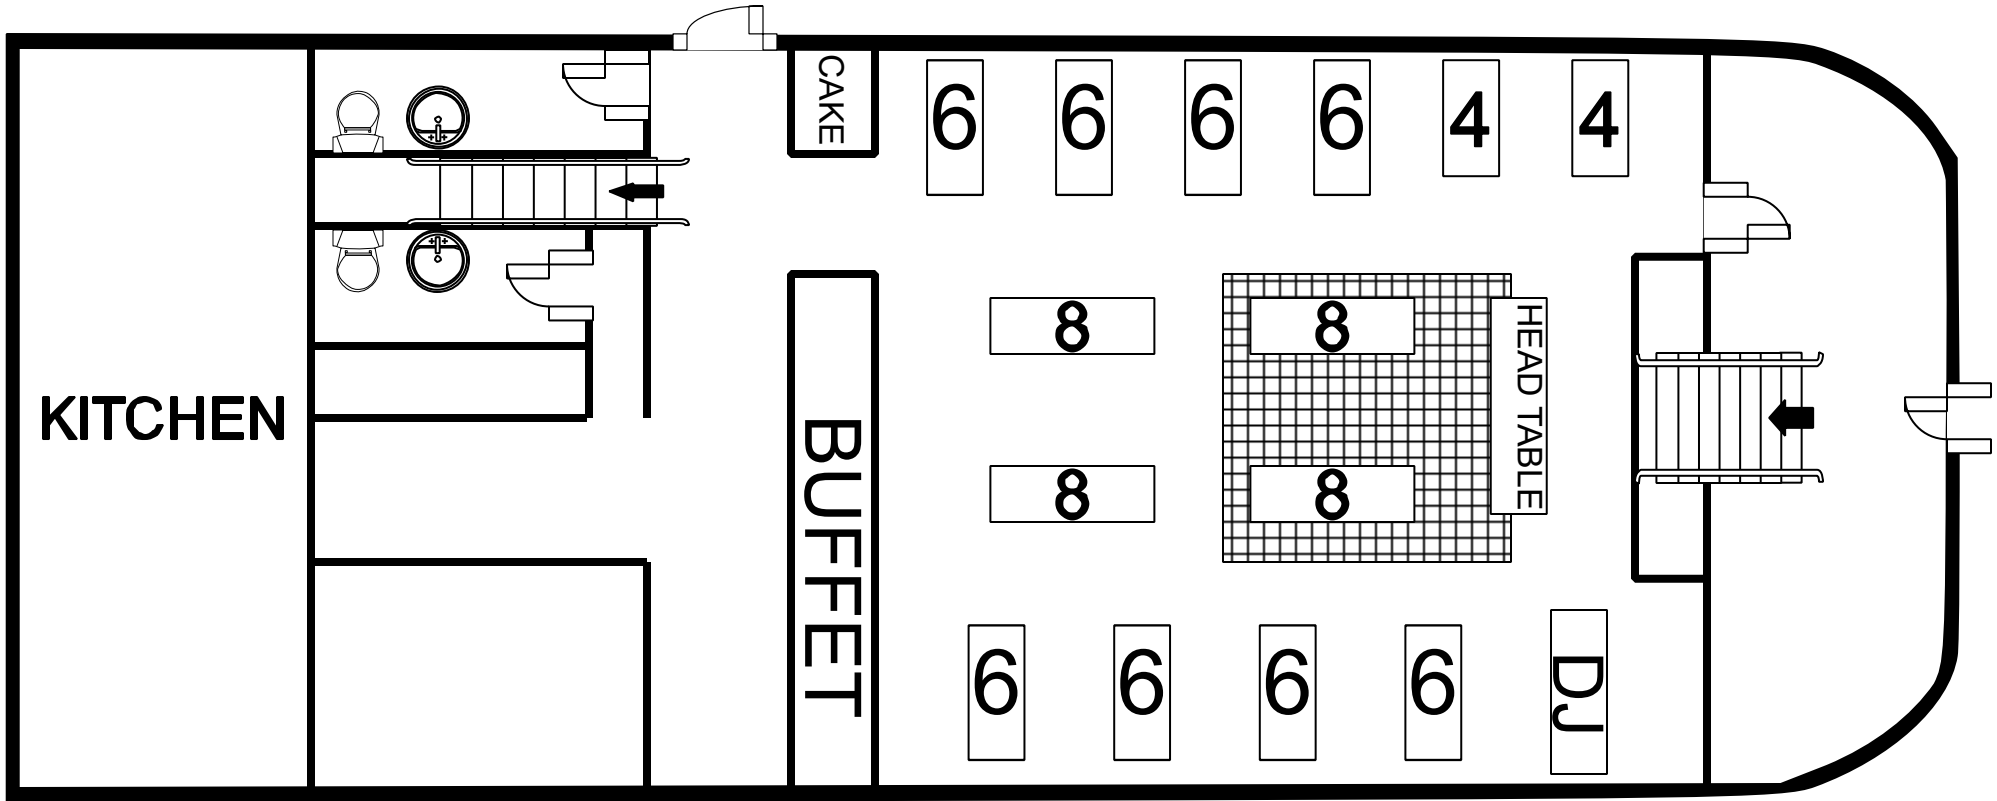 CAKE
6 6 6 6 4 4
8 8
HEAD TABLE
KITCHEN
BUFFET
8 8
6 6 6 6
DJ